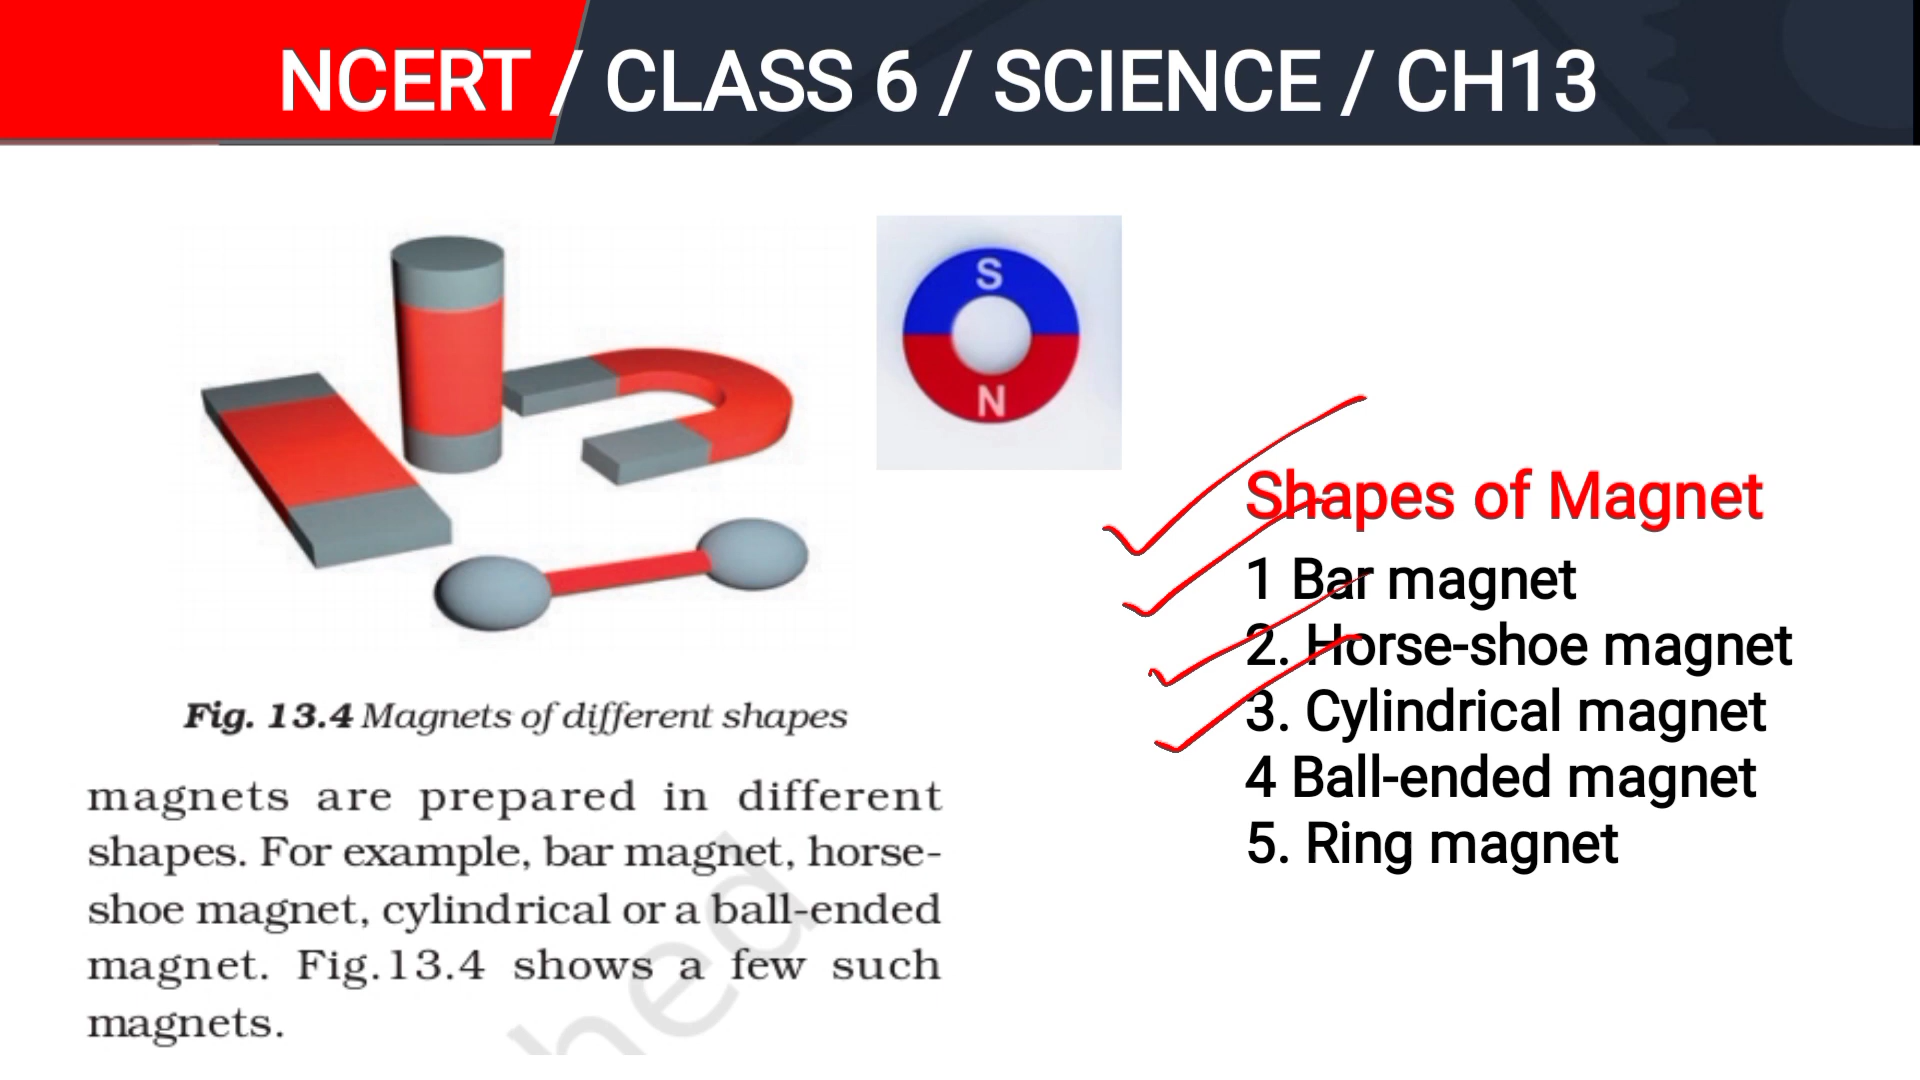 NCERT / CLASS 6 / SCIENCE / CH13
S
N
Shapes of Magnet
1 Bar magnet
2. Horse-shoe magnet
3. Cylindrical magnet
4 Ball-ended magnet
5. Ring magnet
Fig. 13.4 Magnets of different shapes
magnets are prepared in different
shapes. For example, bar magnet, horse-
shoe magnet, cylindrical or a ball-ended
magnet. Fig.13.4 shows a few such
magnets.
hed